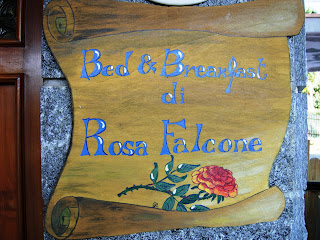 Bed & Breakfast
di
Rosa Falcone